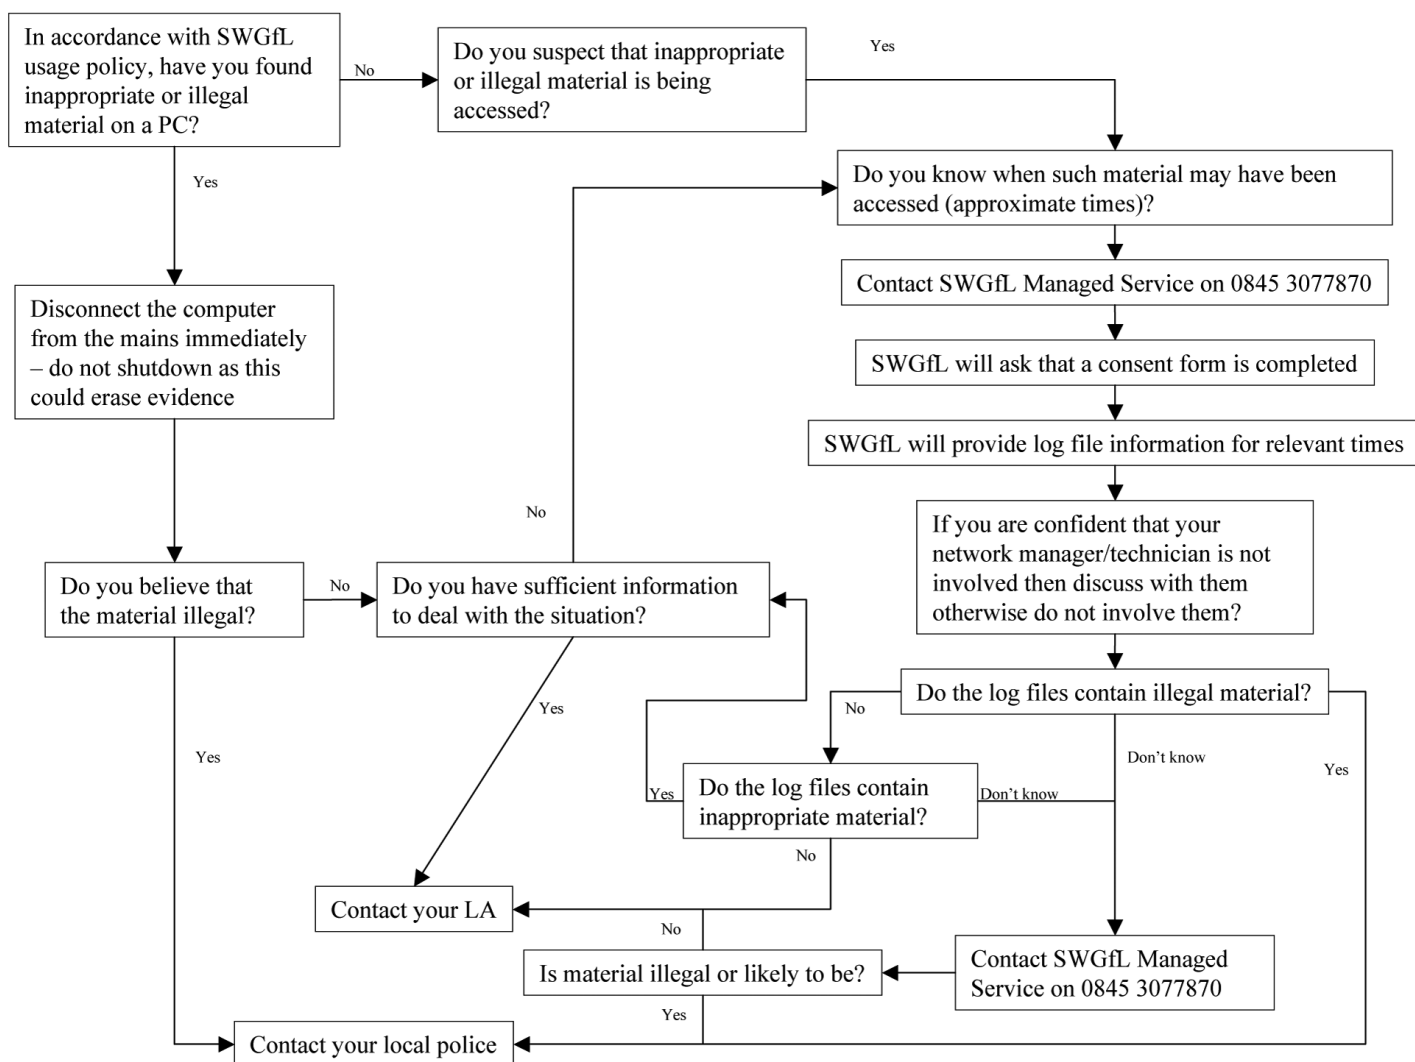 In accordance with SWGfL
usage policy, have you found
inappropriate or illegal
material on a PC?
No
Do you suspect that inappropriate
or illegal material is being
accessed?
Yes
Yes
Do you know when such material may have been
accessed (approximate times)?
Contact SWGfL Managed Service on 0845 3077870
Disconnect the computer
from the mains immediately
– do not shutdown as this
could erase evidence
SWGfL will ask that a consent form is completed
SWGfL will provide log file information for relevant times
No
If you are confident that your
network manager/technician is not
involved then discuss with them
otherwise do not involve them?
Do you believe that
the material illegal?
No
Do you have sufficient information
to deal with the situation?
Do the log files contain illegal material?
Yes
No
Yes
Don't know
Yes
Do the log files contain
inappropriate material?
Yes
Don't know
No
Contact your LA
No
Is material illegal or likely to be?
Contact SWGfL Managed
Service on 0845 3077870
Yes
Contact your local police